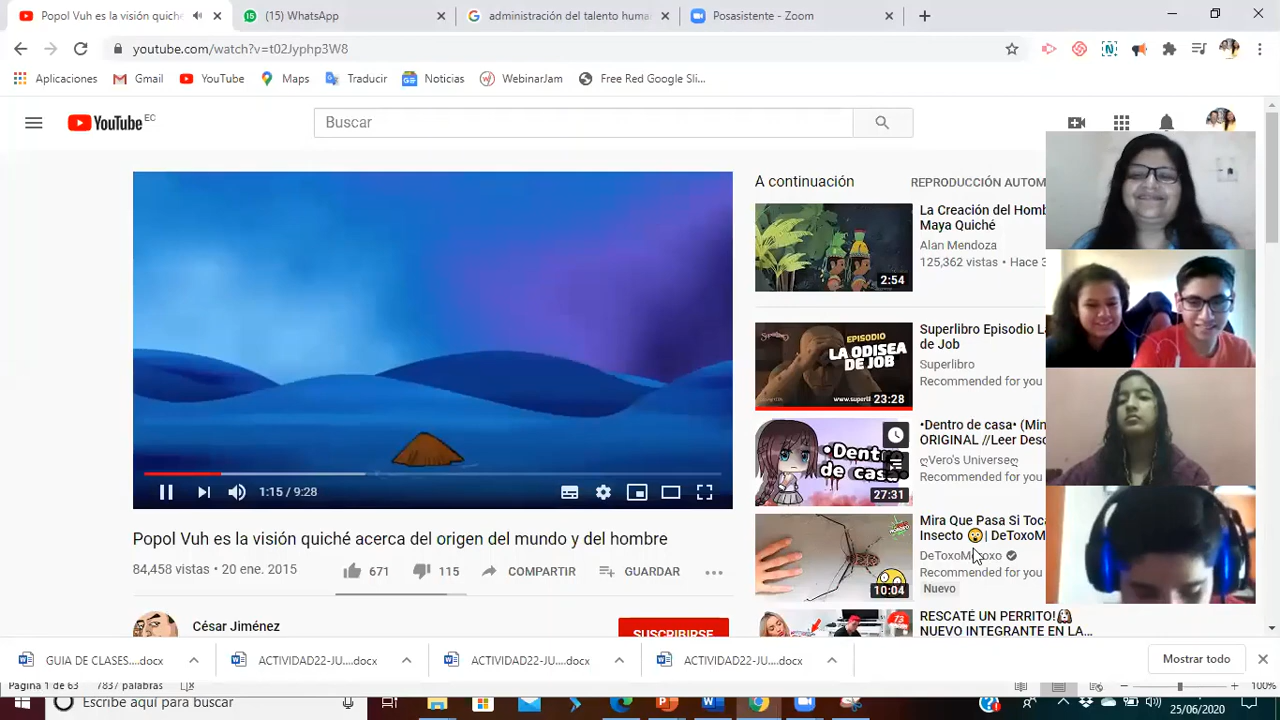 Popol Vuh es la visión quiché
(15) WhatsApp
administración del talento huma
Posasistente - Zoom
youtube.com/watch?v=t02Jyphp3W8
Aplicaciones
Gmail
YouTube
Maps
Traducir
Noticias
WebinarJam
Free Red Google Sli...
YouTube EC
Buscar
A continuación
REPRODUCCIÓN AUTOM
La Creación del Homb
Maya Quiché
Alan Mendoza
125,362 vistas • Hace 3
2:54
Superlibro Episodio L
de Job
Superlibro
Recommended for you
EPISODIO
LA ODISEA
DE JOB
23:28
•Dentro de casa• (Min
ORIGINAL //Leer Desc
ღVero's Universeღ
Recommended for you
•Dentro
de casa
27:31
1:15 / 9:28
Mira Que Pasa Si Toca
Insecto 😲| DeToxoM
Recommended for you
Nuevo
10:04
Popol Vuh es la visión quiché acerca del origen del mundo y del hombre
84,458 vistas • 20 ene. 2015
671
115
COMPARTIR
GUARDAR
César Jiménez
SUSCRIBIRSE
RESCATÉ UN PERRITO!🐶
NUEVO INTEGRANTE EN LA...
GUIA DE CLASES....docx
ACTIVIDAD22-JU....docx
ACTIVIDAD22-JU....docx
ACTIVIDAD22-JU....docx
Mostrar todo
Página 1 de 63
7837 palabras
100%
Escribe aquí para buscar
25/06/2020